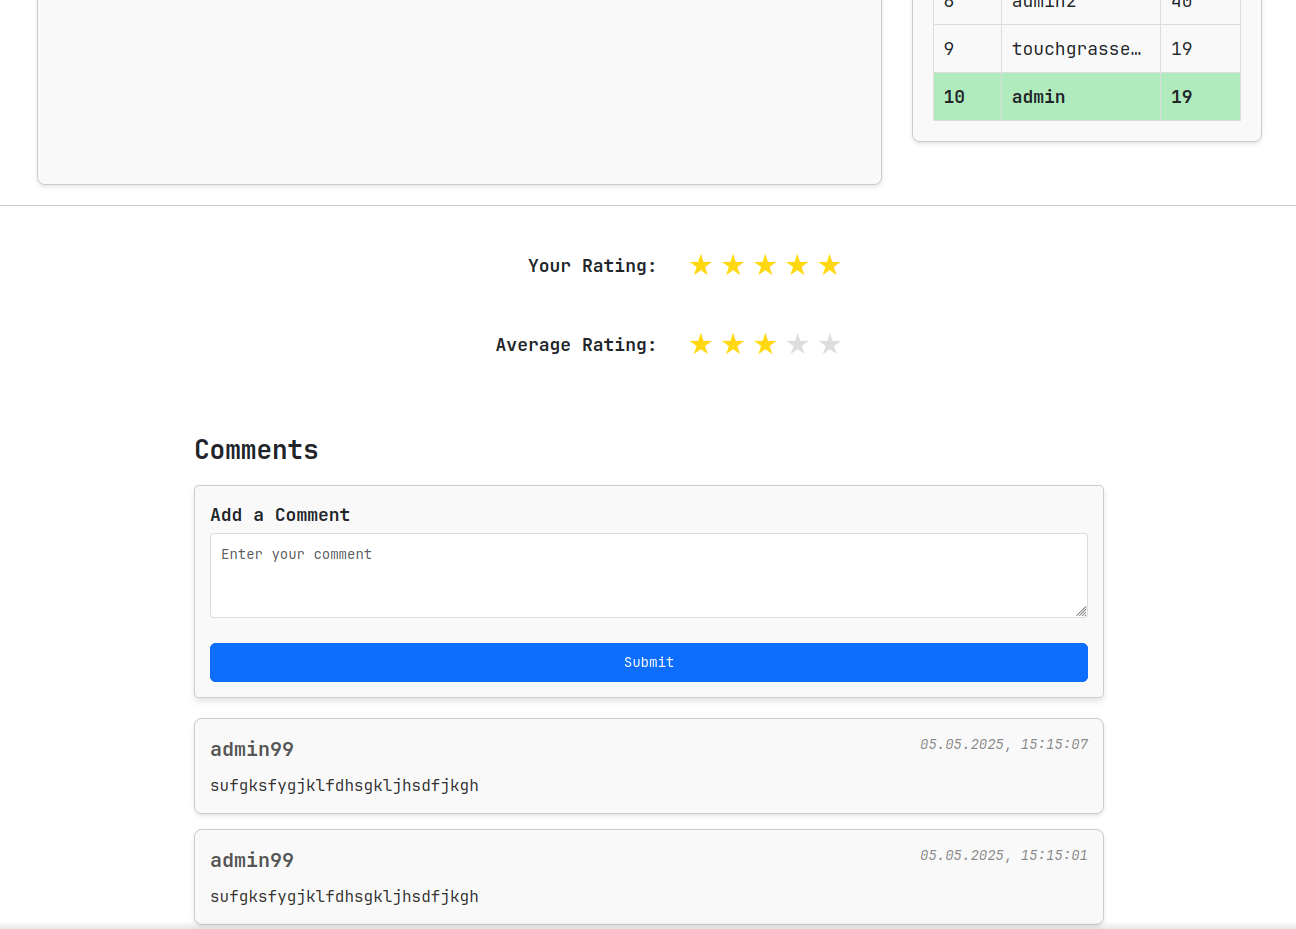 8 admin2 40
9 touchgrasse… 19
10 admin 19
Your Rating:
Average Rating:
Comments
Add a Comment
Enter your comment
Submit
admin99 05.05.2025, 15:15:07
sufgksfygjklfdhsgkljhsdfjkgh
admin99 05.05.2025, 15:15:01
sufgksfygjklfdhsgkljhsdfjkgh